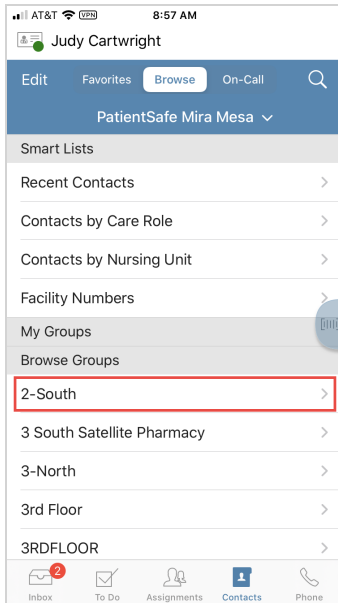 AT&T VPN 8:57 AM
Judy Cartwright
Edit Favorites Browse On-Call
PatientSafe Mira Mesa
Smart Lists
Recent Contacts
Contacts by Care Role
Contacts by Nursing Unit
Facility Numbers
My Groups
Browse Groups
2-South
3 South Satellite Pharmacy
3-North
3rd Floor
3RDFLOOR
2
Inbox To Do Assignments Contacts Phone